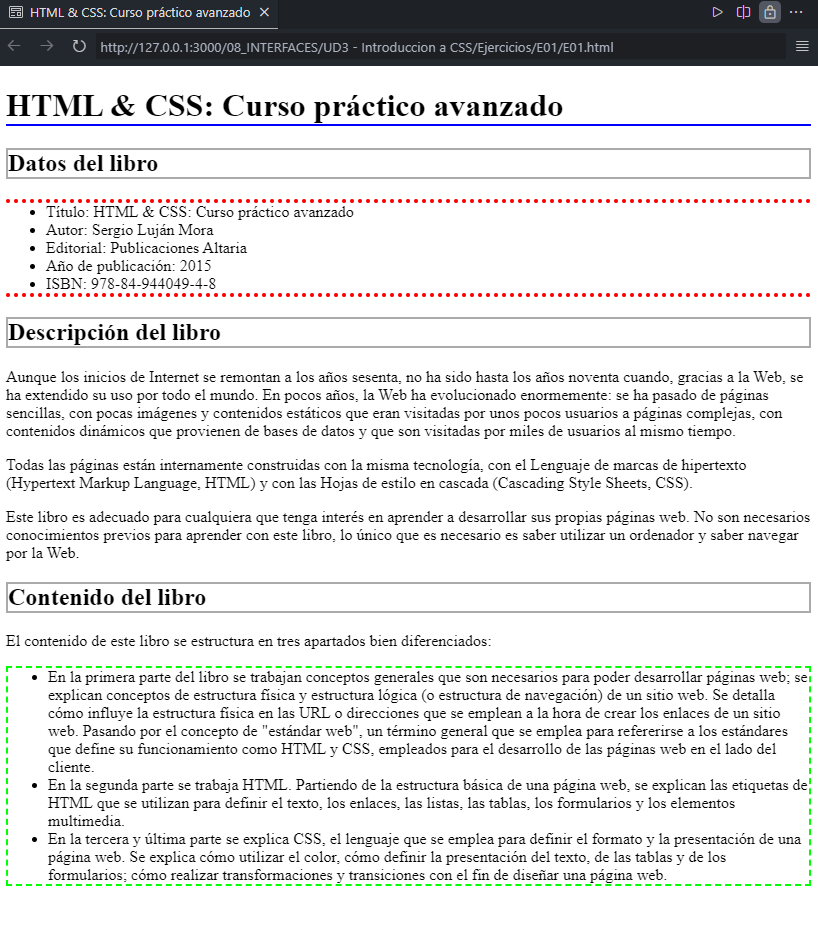 HTML & CSS: Curso práctico avanzado
http://127.0.0.1:3000/08_INTERFACES/UD3 - Introduccion a CSS/Ejercicios/E01/E01.html
HTML & CSS: Curso práctico avanzado
Datos del libro
• Título: HTML & CSS: Curso práctico avanzado
• Autor: Sergio Luján Mora
• Editorial: Publicaciones Altaria
• Año de publicación: 2015
• ISBN: 978-84-944049-4-8
Descripción del libro
Aunque los inicios de Internet se remontan a los años sesenta, no ha sido hasta los años noventa cuando, gracias a la Web, se
ha extendido su uso por todo el mundo. En pocos años, la Web ha evolucionado enormemente: se ha pasado de páginas
sencillas, con pocas imágenes y contenidos estáticos que eran visitadas por unos pocos usuarios a páginas complejas, con
contenidos dinámicos que provienen de bases de datos y que son visitadas por miles de usuarios al mismo tiempo.
Todas las páginas están internamente construidas con la misma tecnología, con el Lenguaje de marcas de hipertexto
(Hypertext Markup Language, HTML) y con las Hojas de estilo en cascada (Cascading Style Sheets, CSS).
Este libro es adecuado para cualquiera que tenga interés en aprender a desarrollar sus propias páginas web. No son necesarios
conocimientos previos para aprender con este libro, lo único que es necesario es saber utilizar un ordenador y saber navegar
por la Web.
Contenido del libro
El contenido de este libro se estructura en tres apartados bien diferenciados:
• En la primera parte del libro se trabajan conceptos generales que son necesarios para poder desarrollar páginas web; se
explican conceptos de estructura física y estructura lógica (o estructura de navegación) de un sitio web. Se detalla
cómo influye la estructura física en las URL o direcciones que se emplean a la hora de crear los enlaces de un sitio
web. Pasando por el concepto de "estándar web", un término general que se emplea para refererirse a los estándares
que define su funcionamiento como HTML y CSS, empleados para el desarrollo de las páginas web en el lado del
cliente.
• En la segunda parte se trabaja HTML. Partiendo de la estructura básica de una página web, se explican las etiquetas de
HTML que se utilizan para definir el texto, los enlaces, las listas, las tablas, los formularios y los elementos
multimedia.
• En la tercera y última parte se explica CSS, el lenguaje que se emplea para definir el formato y la presentación de una
página web. Se explica cómo utilizar el color, cómo definir la presentación del texto, de las tablas y de los
formularios; cómo realizar transformaciones y transiciones con el fin de diseñar una página web.